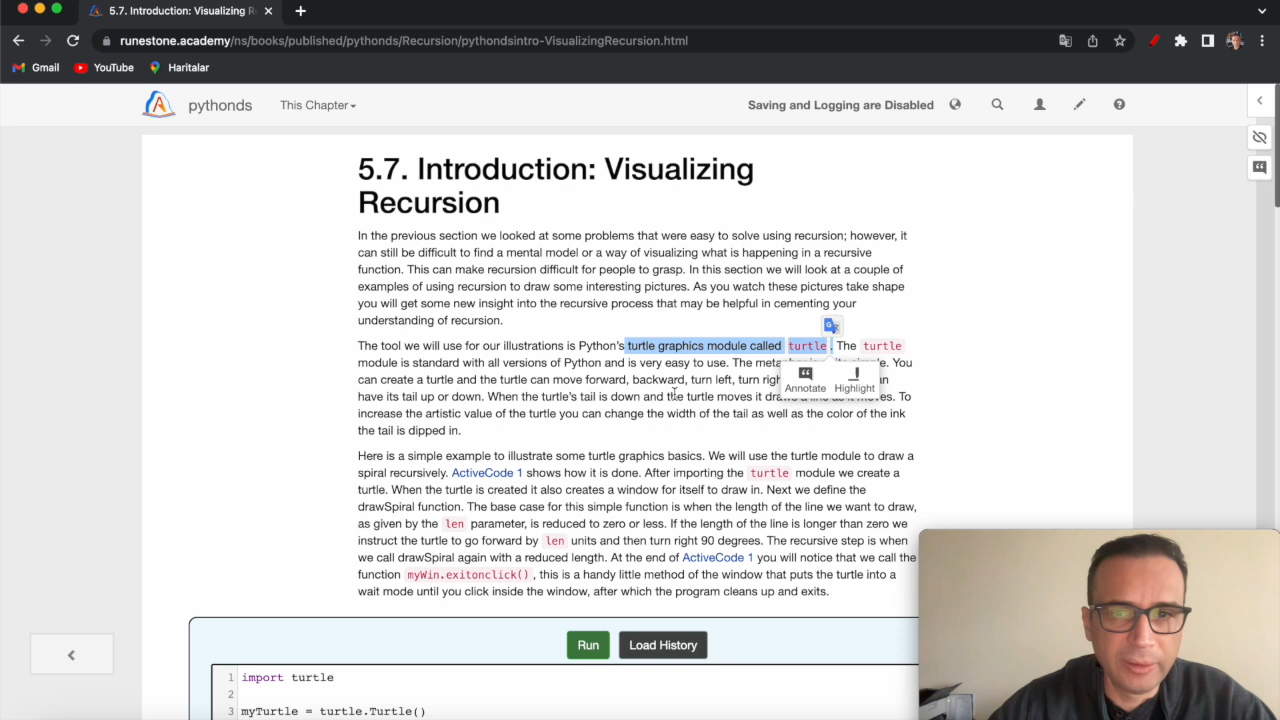 5.7. Introduction: Visualizing R
runestone.academy/ns/books/published/pythonds/Recursion/pythondsintro-VisualizingRecursion.html
Gmail YouTube Haritalar
pythonds This Chapter Saving and Logging are Disabled
5.7. Introduction: Visualizing
Recursion
In the previous section we looked at some problems that were easy to solve using recursion; however, it
can still be difficult to find a mental model or a way of visualizing what is happening in a recursive
function. This can make recursion difficult for people to grasp. In this section we will look at a couple of
examples of using recursion to draw some interesting pictures. As you watch these pictures take shape
you will get some new insight into the recursive process that may be helpful in cementing your
understanding of recursion.
The tool we will use for our illustrations is Python’s turtle graphics module called turtle. The turtle
module is standard with all versions of Python and is very easy to use. The simple. You
can create a turtle and the turtle can move forward, backward, turn left, turn
have its tail up or down. When the turtle’s tail is down and the turtle moves it To
increase the artistic value of the turtle you can change the width of the tail as well as the color of the ink
the tail is dipped in.
Annotate Highlight
Here is a simple example to illustrate some turtle graphics basics. We will use the turtle module to draw a
spiral recursively. ActiveCode 1 shows how it is done. After importing the turtle module we create a
turtle. When the turtle is created it also creates a window for itself to draw in. Next we define the
drawSpiral function. The base case for this simple function is when the length of the line we want to draw,
as given by the len parameter, is reduced to zero or less. If the length of the line is longer than zero we
instruct the turtle to go forward by len units and then turn right 90 degrees. The recursive step is when
we call drawSpiral again with a reduced length. At the end of ActiveCode 1 you will notice that we call the
function myWin.exitonclick(), this is a handy little method of the window that puts the turtle into a
wait mode until you click inside the window, after which the program cleans up and exits.
Run Load History
1 import turtle
2
3 myTurtle = turtle.Turtle()